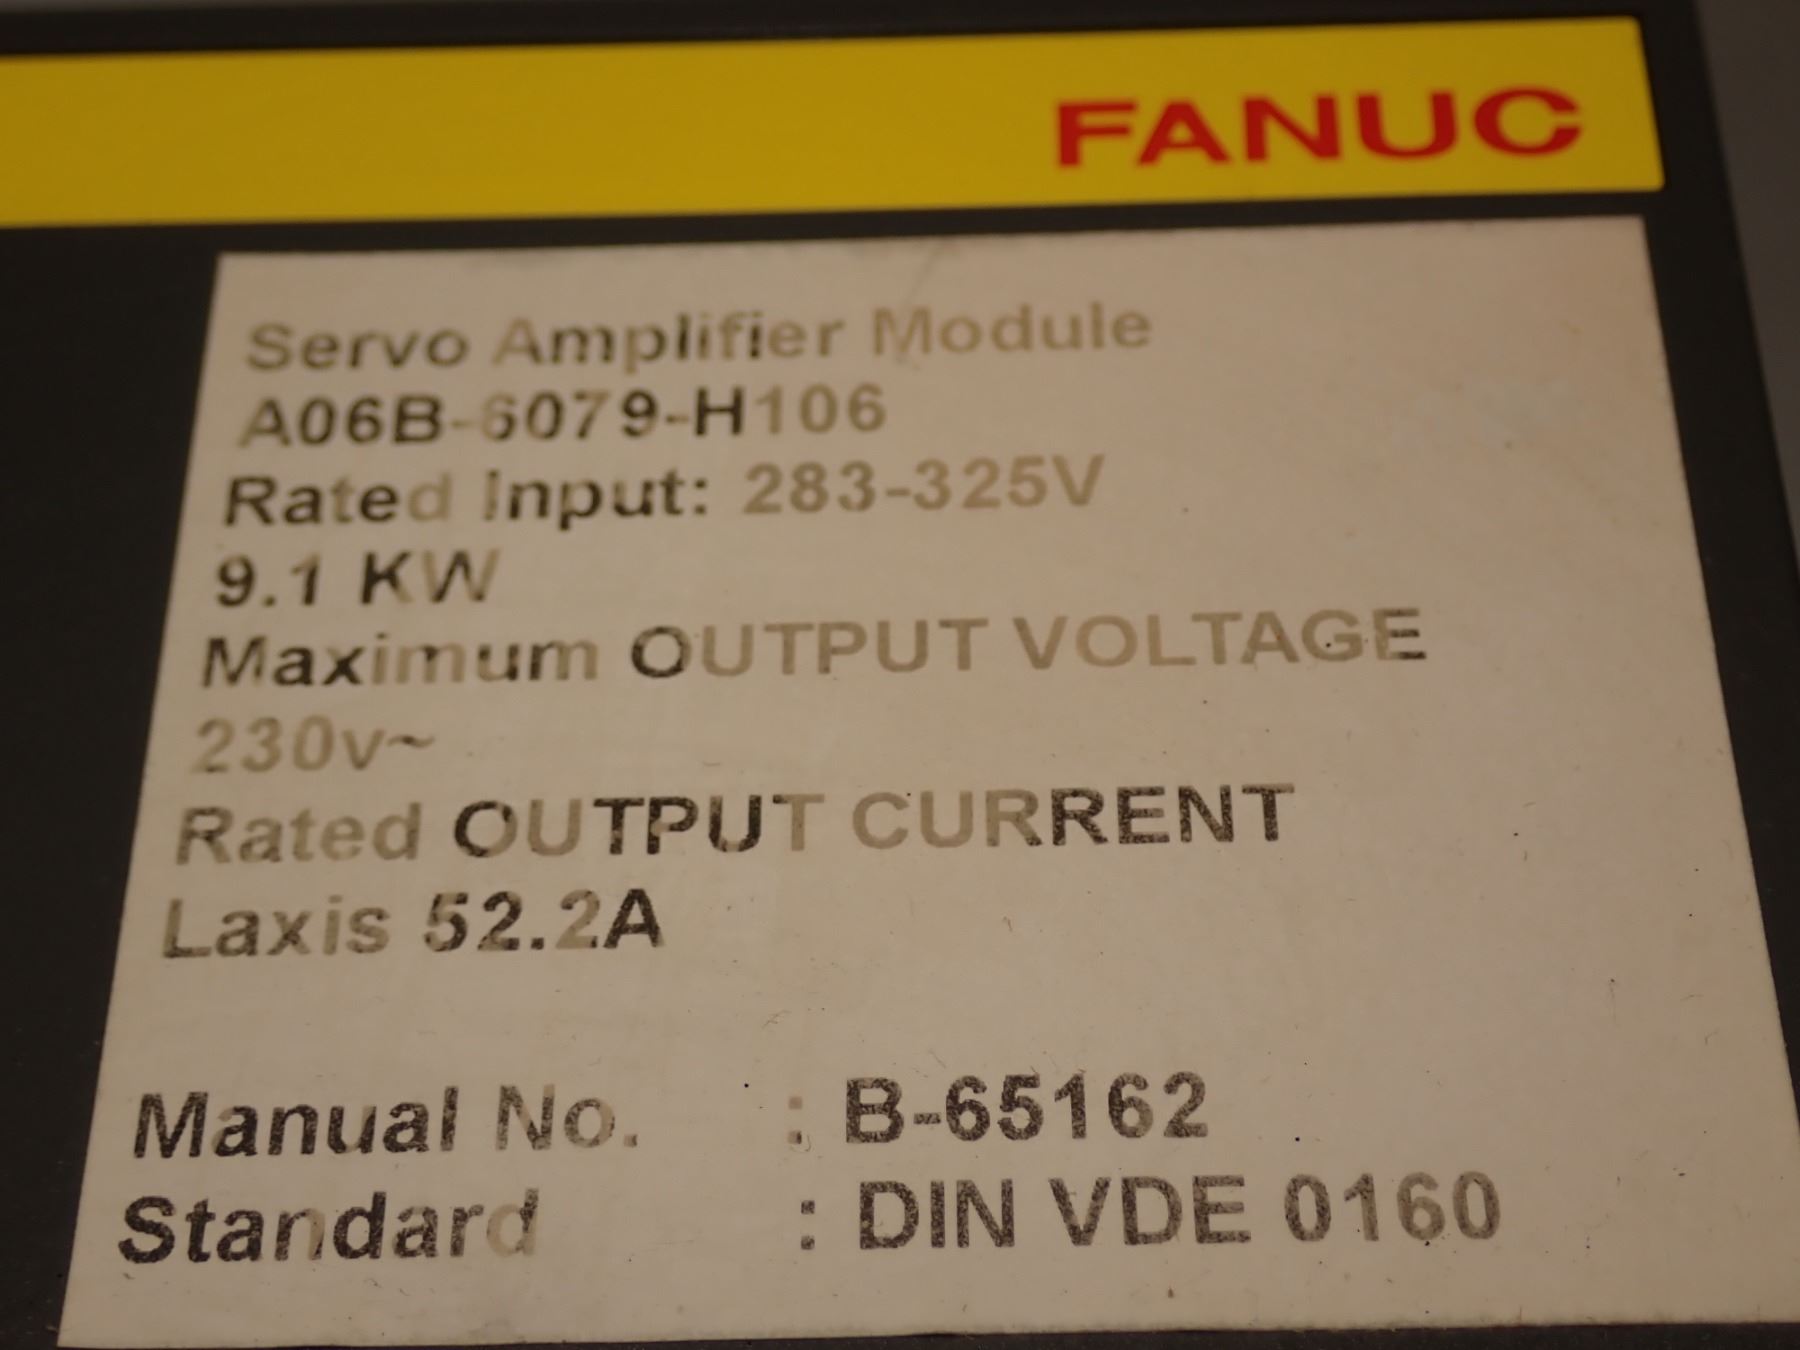 FANUC
Servo Amplifier Module
A06B-6079-H106
Rated Input: 283-325V
9.1 KW
Maximum OUTPUT VOLTAGE
230v~
Rated OUTPUT CURRENT
Laxis 52.2A
Manual No. : B-65162
Standard : DIN VDE 0160